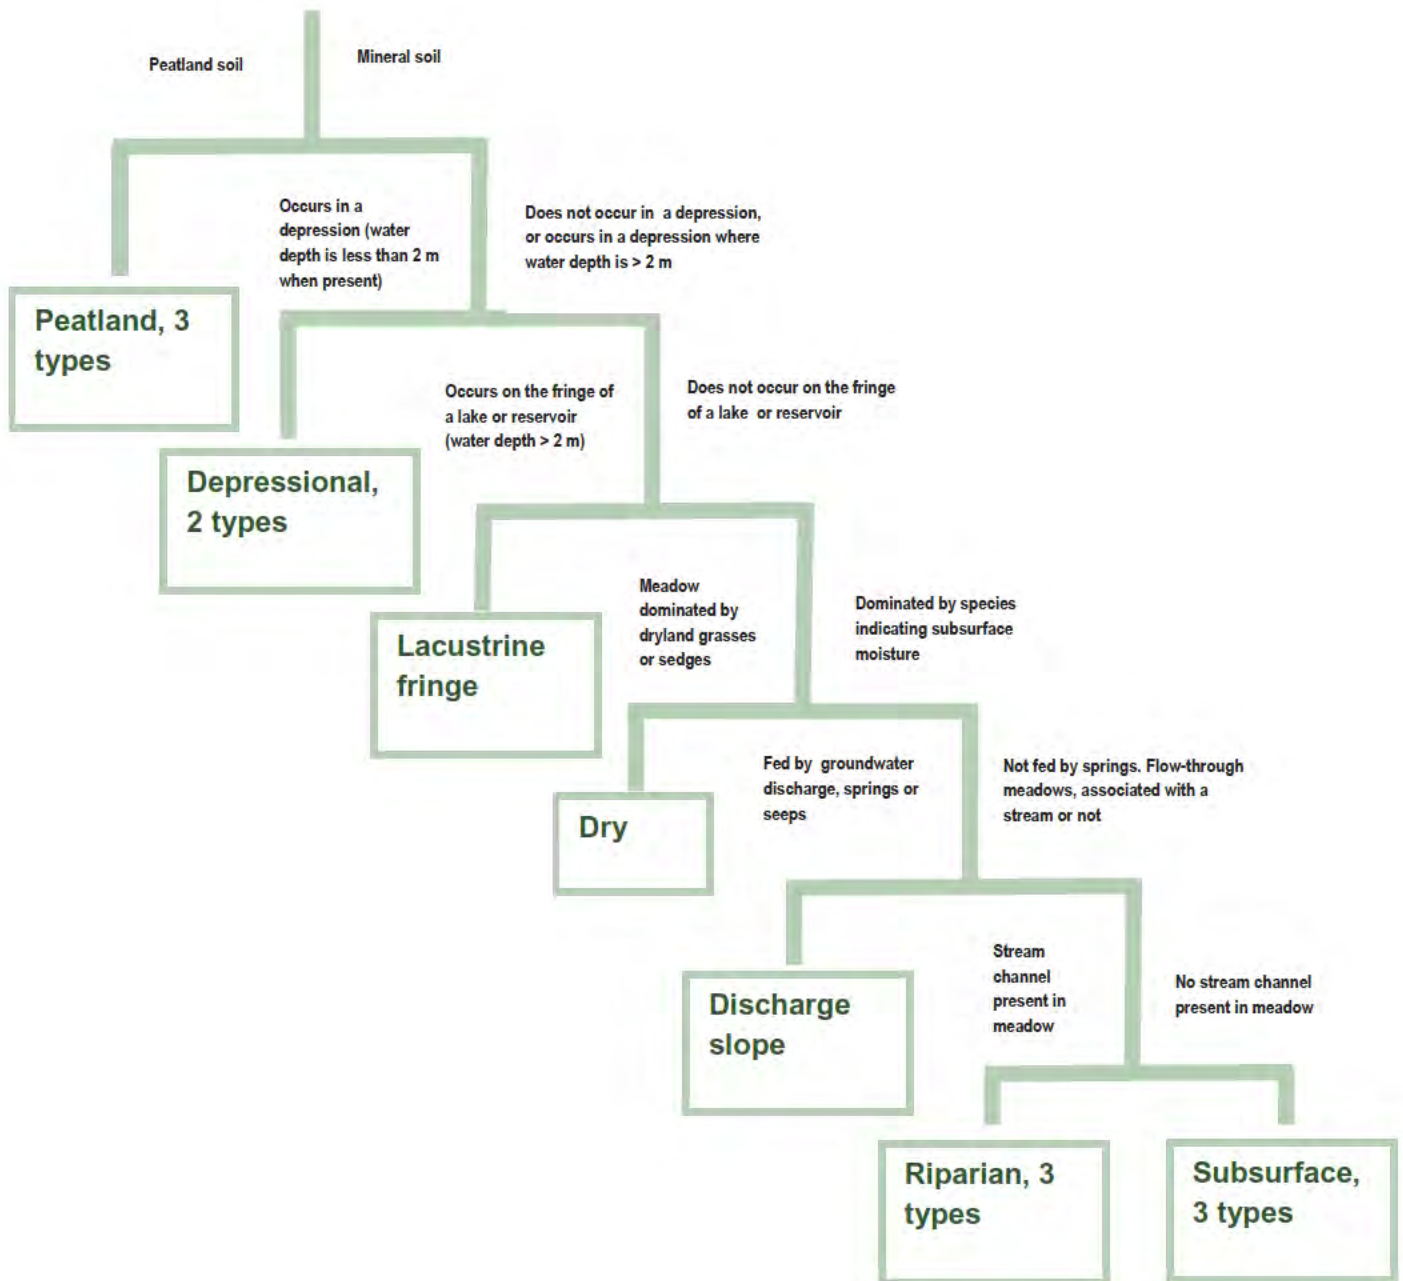 Peatland soil
Mineral soil
Occurs in a
depression (water
depth is less than 2 m
when present)
Does not occur in a depression,
or occurs in a depression where
water depth is > 2 m
Peatland, 3
types
Occurs on the fringe of
a lake or reservoir
(water depth > 2 m)
Does not occur on the fringe
of a lake or reservoir
Depressional,
2 types
Meadow
dominated by
dryland grasses
or sedges
Dominated by species
indicating subsurface
moisture
Lacustrine
fringe
Fed by groundwater
discharge, springs or
seeps
Not fed by springs. Flow-through
meadows, associated with a
stream or not
Dry
Stream
channel
present in
meadow
No stream channel
present in meadow
Discharge
slope
Riparian, 3
types
Subsurface,
3 types